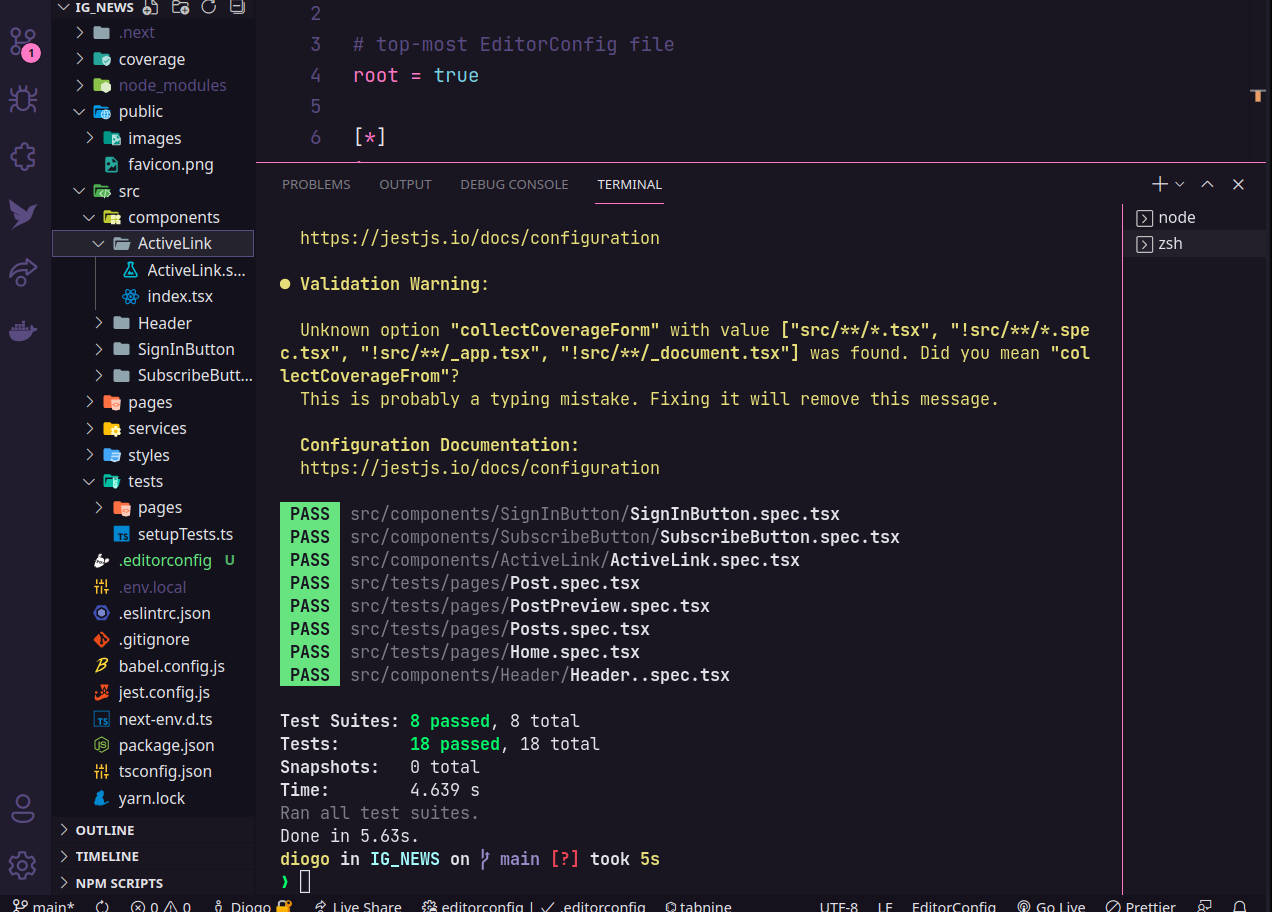 IG_NEWS
.next
coverage
node_modules
public
images
favicon.png
src
components
ActiveLink
ActiveLink.s...
index.tsx
Header
SignInButton
SubscribeButt...
pages
services
styles
tests
pages
setupTests.ts
.editorconfig U
.env.local
.eslintrc.json
.gitignore
babel.config.js
jest.config.js
next-env.d.ts
package.json
tsconfig.json
yarn.lock
OUTLINE
TIMELINE
NPM SCRIPTS
1
2
3 # top-most EditorConfig file
4 root = true
5
6 [*]
PROBLEMS OUTPUT DEBUG CONSOLE TERMINAL
node
zsh
https://jestjs.io/docs/configuration
● Validation Warning:
Unknown option "collectCoverageForm" with value ["src/**/*.tsx", "!src/**/*.spe
c.tsx", "!src/**/_app.tsx", "!src/**/_document.tsx"] was found. Did you mean "col
lectCoverageFrom"?
This is probably a typing mistake. Fixing it will remove this message.
Configuration Documentation:
https://jestjs.io/docs/configuration
PASS src/components/SignInButton/SignInButton.spec.tsx
PASS src/components/SubscribeButton/SubscribeButton.spec.tsx
PASS src/components/ActiveLink/ActiveLink.spec.tsx
PASS src/tests/pages/Post.spec.tsx
PASS src/tests/pages/PostPreview.spec.tsx
PASS src/tests/pages/Posts.spec.tsx
PASS src/tests/pages/Home.spec.tsx
PASS src/components/Header/Header..spec.tsx
Test Suites: 8 passed, 8 total
Tests: 18 passed, 18 total
Snapshots: 0 total
Time: 4.639 s
Ran all test suites.
Done in 5.63s.
diogo in IG_NEWS on main [?] took 5s
❯
main* 0 0 Diogo Live Share editorconfig | .editorconfig tabnine UTF-8 LF EditorConfig Go Live Prettier